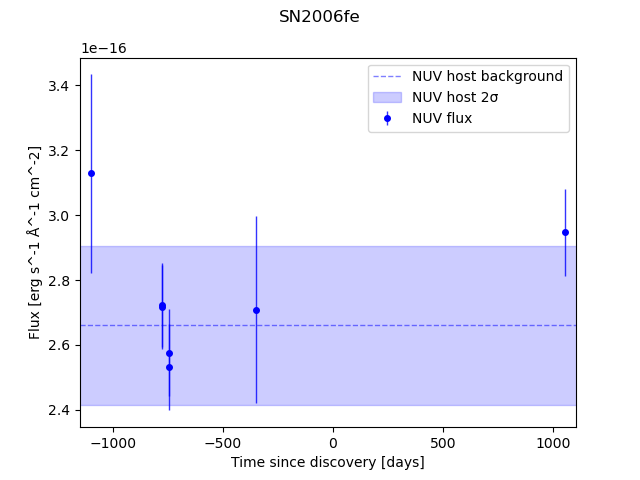 SN2006fe
1e−16
NUV host background
NUV host 2σ
NUV flux
3.4
3.2
3.0
2.8
2.6
2.4
Flux [erg s^-1 Å^-1 cm^-2]
−1000
−500
0
500
1000
Time since discovery [days]